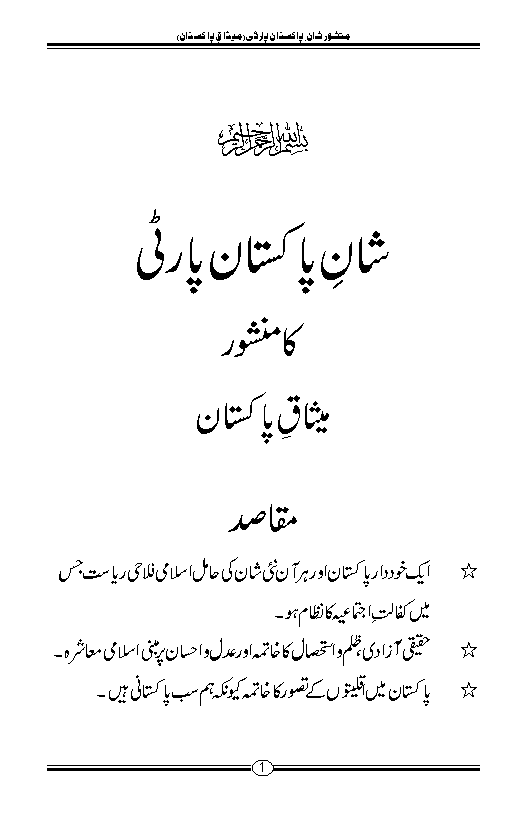 منشور شانِ پاکستان پارٹی (میثاقِ پاکستان)
بسم اللہ الرحمن الرحیم
شانِ پاکستان پارٹی
کا منشور
میثاقِ پاکستان
مقاصد
☆ ایک خوددار پاکستان اور ہر آن نئی شان کی حامل اسلامی فلاحی ریاست جس
میں کفالتِ اجتماعیہ کا نظام ہو۔
☆ حقیقی آزادی، ظلم و استحصال کا خاتمہ اور عدل و احسان پر مبنی اسلامی معاشرہ۔
☆ پاکستان میں اقلیتوں کے تصور کا خاتمہ کیونکہ ہم سب پاکستانی ہیں۔
1